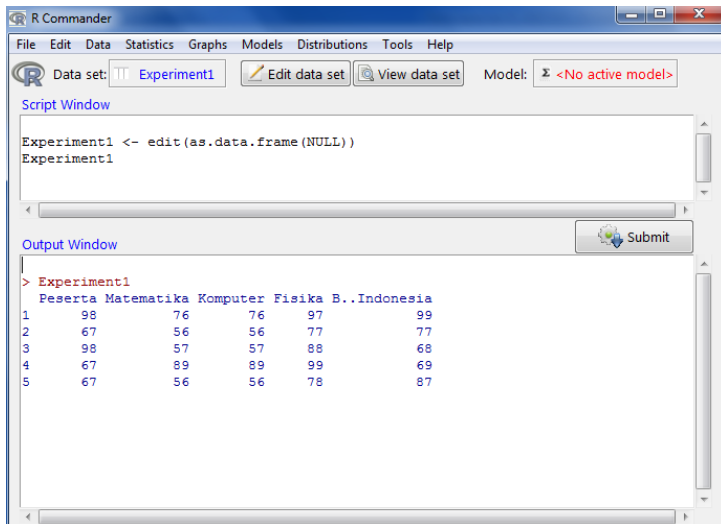 R Commander
File Edit Data Statistics Graphs Models Distributions Tools Help
R Data set: Experiment1 Edit data set View data set Model: Σ <No active model>
Script Window
Experiment1 <- edit(as.data.frame(NULL))
Experiment1
Submit
Output Window
> Experiment1
  Peserta Matematika Komputer Fisika B..Indonesia
1      98         76       76     97           99
2      67         56       56     77           77
3      98         57       57     88           68
4      67         89       89     99           69
5      67         56       56     78           87